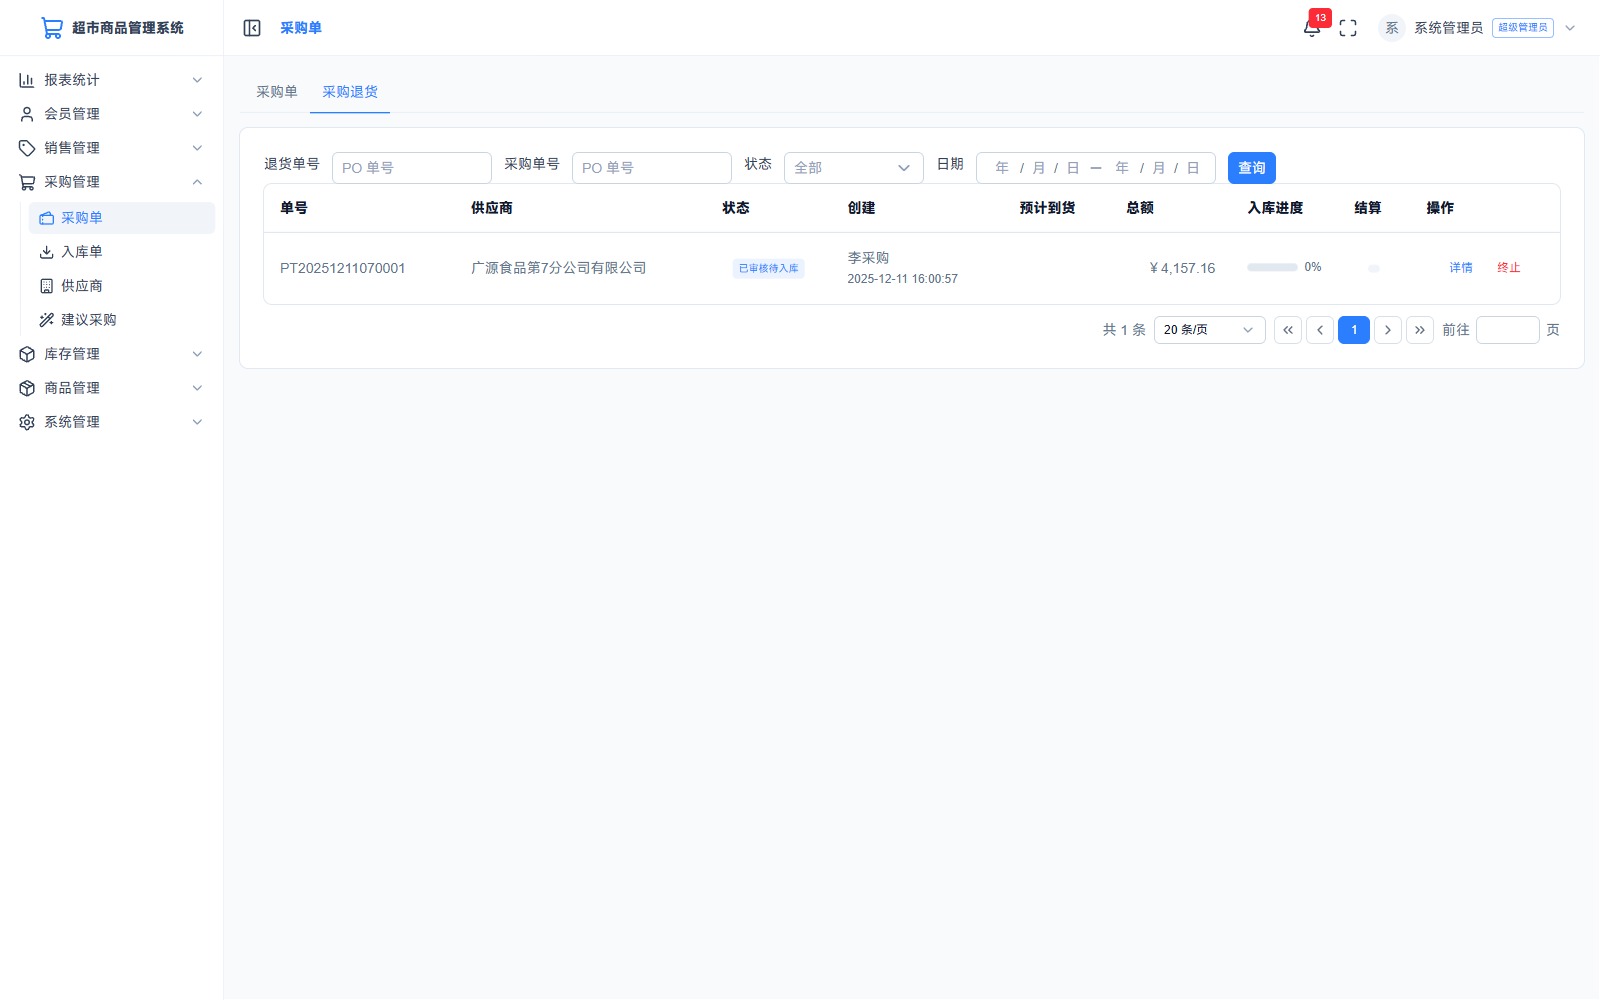 超市商品管理系统
采购单
13
系
系统管理员
超级管理员
报表统计
会员管理
销售管理
采购管理
采购单
入库单
供应商
建议采购
库存管理
商品管理
系统管理
采购单
采购退货
退货单号
PO 单号
采购单号
PO 单号
状态
全部
日期
年 / 月 / 日 — 年 / 月 / 日
查询
单号 供应商 状态 创建 预计到货 总额 入库进度 结算 操作
PT20251211070001 广源食品第7分公司有限公司 已审核待入库 李采购 ¥ 4,157.16 0% 详情 终止
2025-12-11 16:00:57
共 1 条 20 条/页 1 前往 页